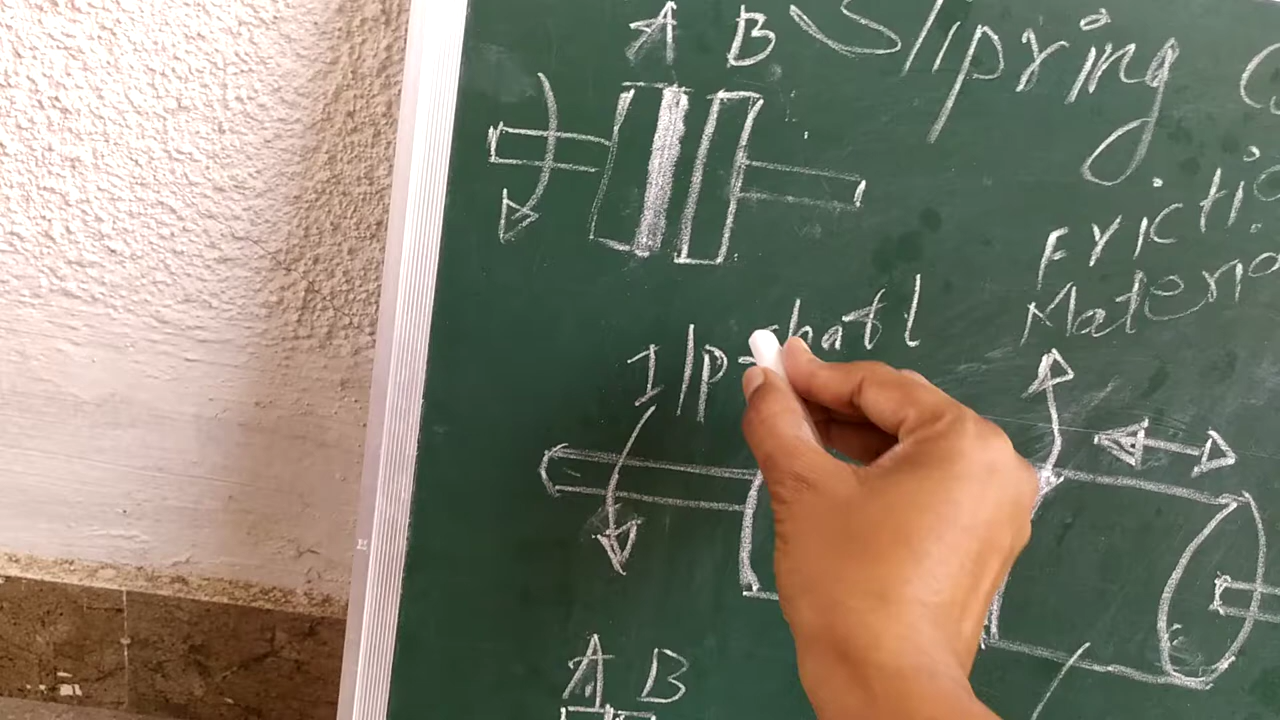 A B
Slipring
Friction
Material
I/p shaft
A B